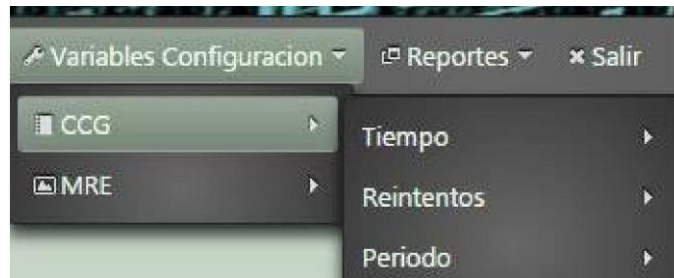 Variables Configuracion Reportes Salir
CCG
MRE
Tiempo
Reintentos
Periodo